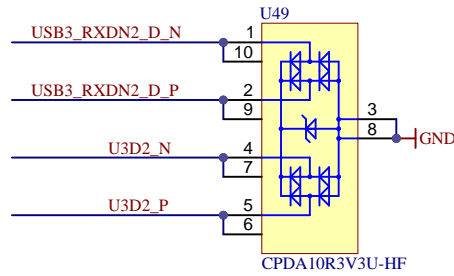 U49
USB3_RXDN2_D_N 1
10
USB3_RXDN2_D_P 2
9
3
8 GND
U3D2_N 4
7
U3D2_P 5
6
CPDA10R3V3U-HF